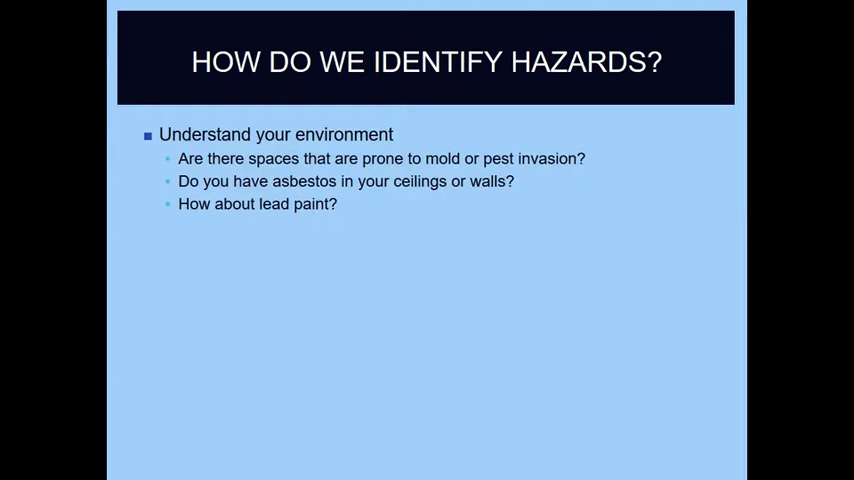 HOW DO WE IDENTIFY HAZARDS?
Understand your environment
Are there spaces that are prone to mold or pest invasion?
Do you have asbestos in your ceilings or walls?
How about lead paint?